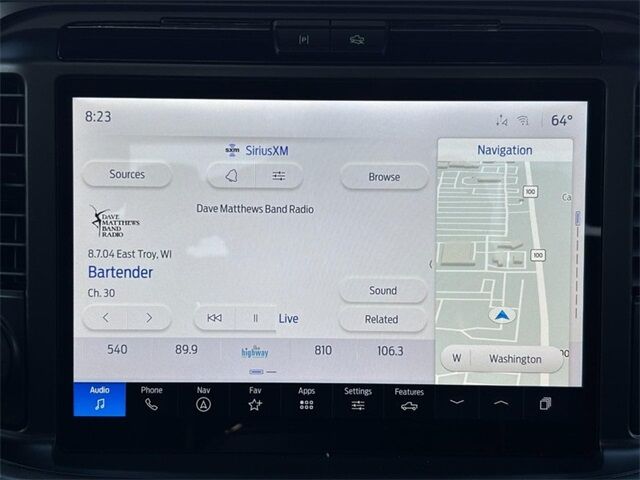 8:23
64°
sxm SiriusXM
Navigation
Sources
Browse
100
Dave Matthews Band Radio
DAVE MATTHEWS BAND RADIO
8.7.04 East Troy, WI
100
Bartender
Ch. 30
Sound
Live
Related
540 89.9 the highway 810 106.3
W Washington
Audio Phone Nav Fav Apps Settings Features